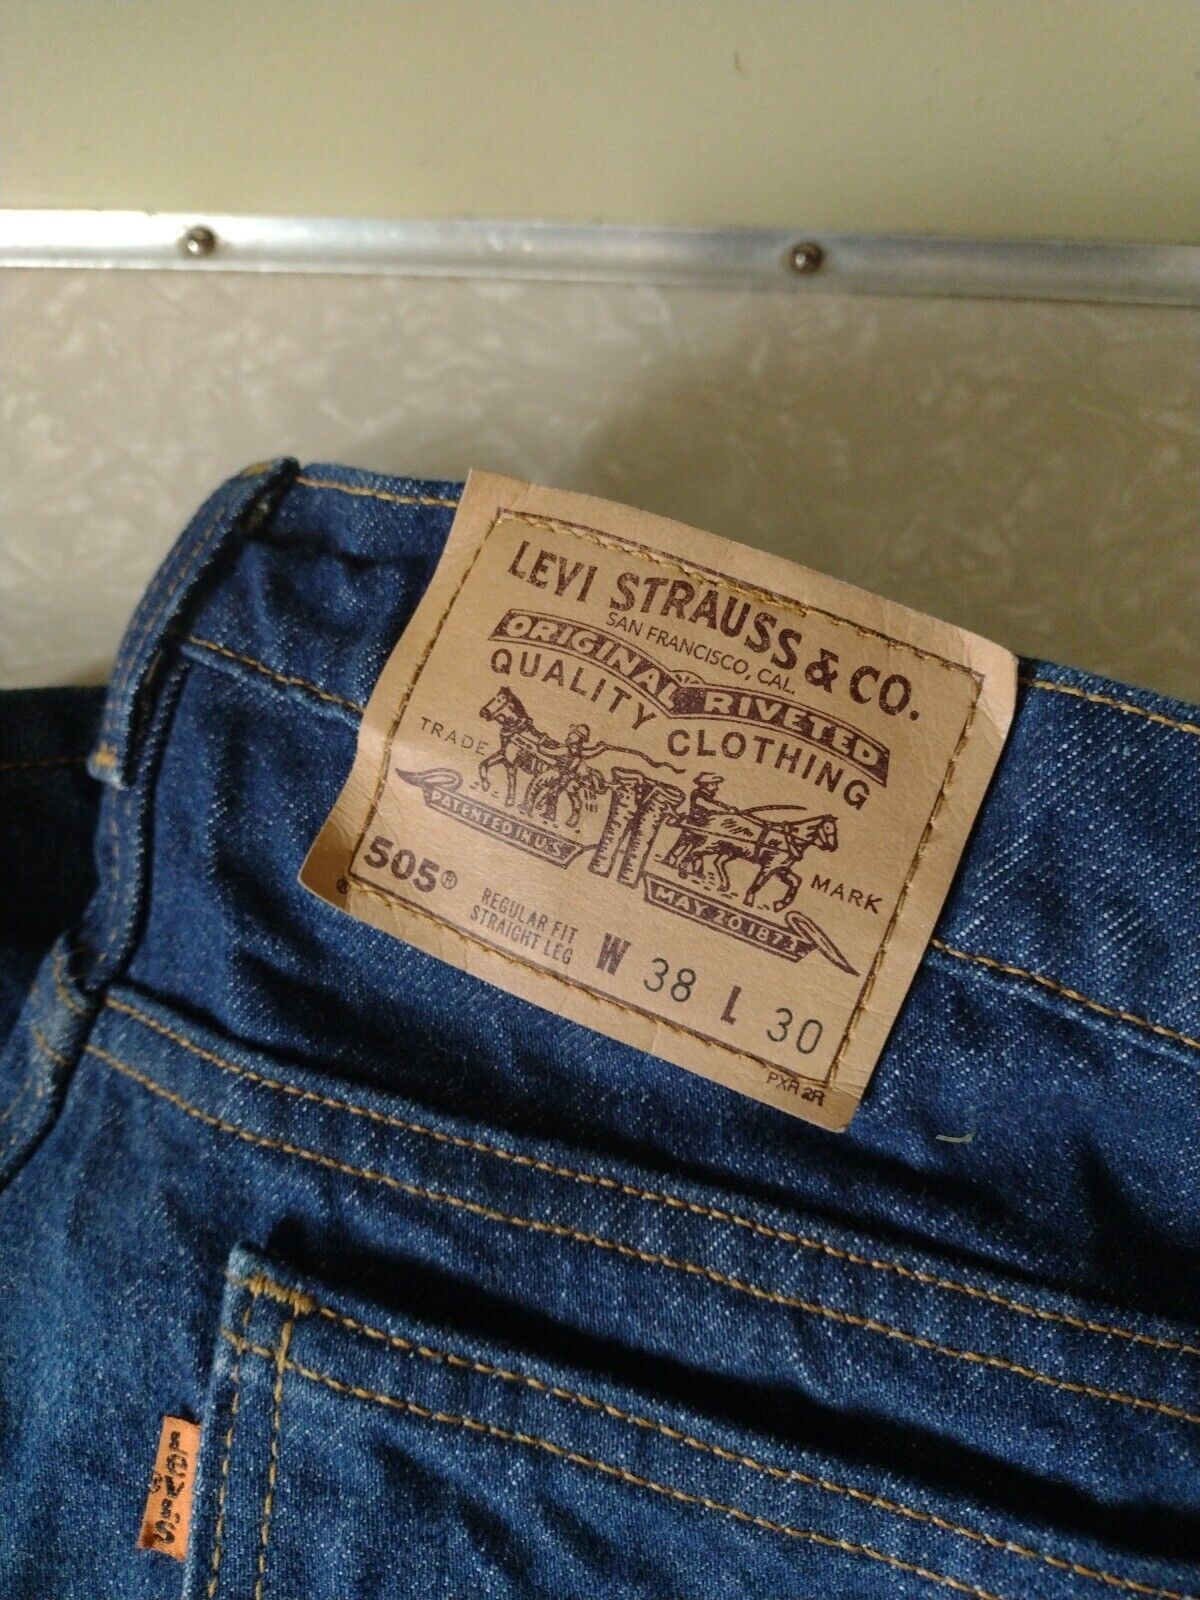 LEVI STRAUSS & CO.
SAN FRANCISCO, CAL.
ORIGINAL RIVETED
QUALITY CLOTHING
TRADE MARK
PATENTED IN U.S.
MAY 20 1873
505®
REGULAR FIT
STRAIGHT LEG
W 38 L 30
®
PXR 2R
LEVI'S